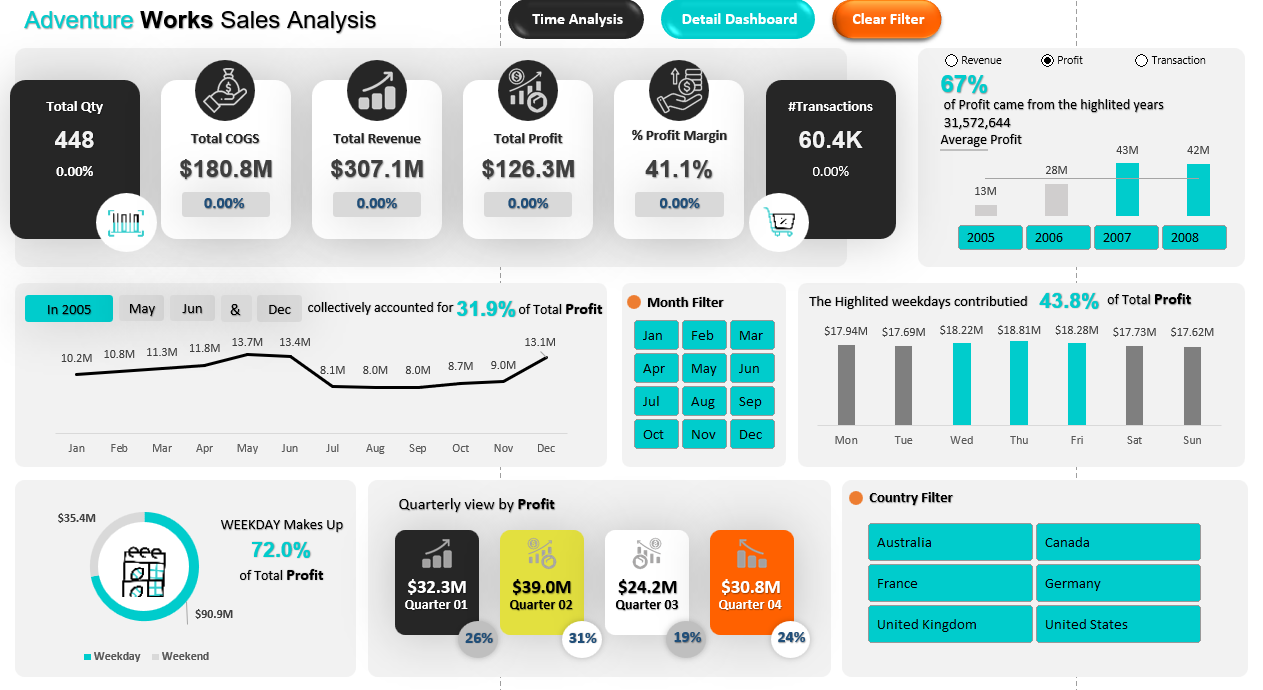 Adventure Works Sales Analysis
Time Analysis
Detail Dashboard
Clear Filter
Total Qty
448
0.00%
Total COGS
$180.8M
0.00%
Total Revenue
$307.1M
0.00%
Total Profit
$126.3M
0.00%
% Profit Margin
41.1%
0.00%
#Transactions
60.4K
0.00%
Revenue
Profit
Transaction
67%
of Profit came from the highlited years
31,572,644
Average Profit
13M
28M
43M
42M
2005
2006
2007
2008
In 2005
May
Jun
&
Dec
collectively accounted for 31.9% of Total Profit
10.2M
10.8M
11.3M
11.8M
13.7M
13.4M
8.1M
8.0M
8.0M
8.7M
9.0M
13.1M
Jan
Feb
Mar
Apr
May
Jun
Jul
Aug
Sep
Oct
Nov
Dec
Month Filter
Jan
Feb
Mar
Apr
May
Jun
Jul
Aug
Sep
Oct
Nov
Dec
The Highlited weekdays contributied 43.8% of Total Profit
$17.94M
$17.69M
$18.22M
$18.81M
$18.28M
$17.73M
$17.62M
Mon
Tue
Wed
Thu
Fri
Sat
Sun
$35.4M
$90.9M
WEEKDAY Makes Up
72.0%
of Total Profit
Weekday
Weekend
Quarterly view by Profit
$32.3M
Quarter 01
26%
$39.0M
Quarter 02
31%
$24.2M
Quarter 03
19%
$30.8M
Quarter 04
24%
Country Filter
Australia
Canada
France
Germany
United Kingdom
United States